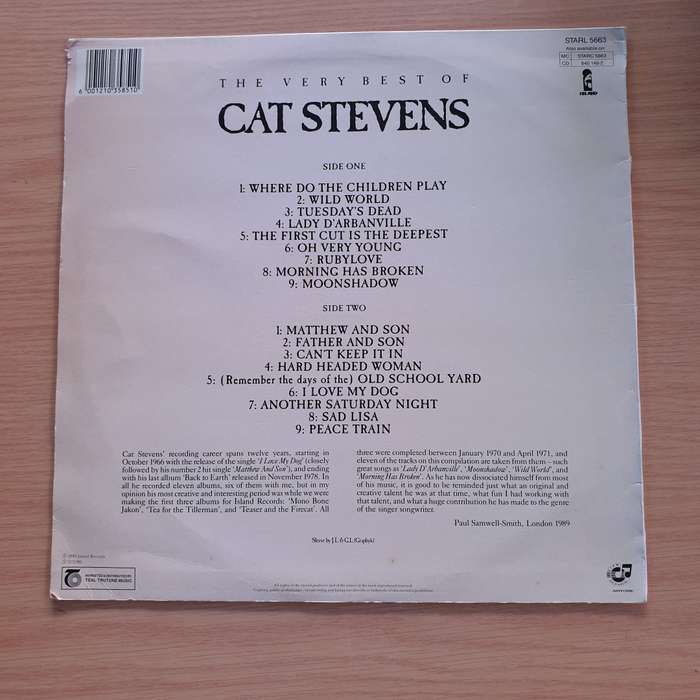 STARL 5663
Also available on:
MC STARC 5663
CD 840 148-2
ISLAND
6 001210 358510
THE VERY BEST OF
CAT STEVENS
SIDE ONE
1: WHERE DO THE CHILDREN PLAY
2: WILD WORLD
3: TUESDAY'S DEAD
4: LADY D'ARBANVILLE
5: THE FIRST CUT IS THE DEEPEST
6: OH VERY YOUNG
7: RUBYLOVE
8: MORNING HAS BROKEN
9: MOONSHADOW
SIDE TWO
1: MATTHEW AND SON
2: FATHER AND SON
3: CAN'T KEEP IT IN
4: HARD HEADED WOMAN
5: (Remember the days of the) OLD SCHOOL YARD
6: I LOVE MY DOG
7: ANOTHER SATURDAY NIGHT
8: SAD LISA
9: PEACE TRAIN
Cat Stevens' recording career spans twelve years, starting in
October 1966 with the release of the single 'I Love My Dog' (closely
followed by his number 2 hit single 'Matthew And Son'), and ending
with his last album 'Back to Earth' released in November 1978. In
all he recorded eleven albums, six of them with me, but in my
opinion his most creative and interesting period was while we were
making the first three albums for Island Records: 'Mono Bone
Jakon', 'Tea for the Tillerman', and 'Teaser and the Firecat'. All
three were completed between January 1970 and April 1971, and
eleven of the tracks on this compilation are taken from them – such
great songs as 'Lady D'Arbanville', 'Moonshadow', 'Wild World', and
'Morning Has Broken'. As he has now dissociated himself from most
of his music, it is good to be reminded just what an original and
creative talent he was at that time, what fun I had working with
that talent, and what a huge contribution he has made to the genre
of the singer songwriter.
Paul Samwell-Smith, London 1989
Sleeve by J.L & G.L (Gophyk)
MARKETED & DISTRIBUTED BY
TEAL TRUTONE MUSIC